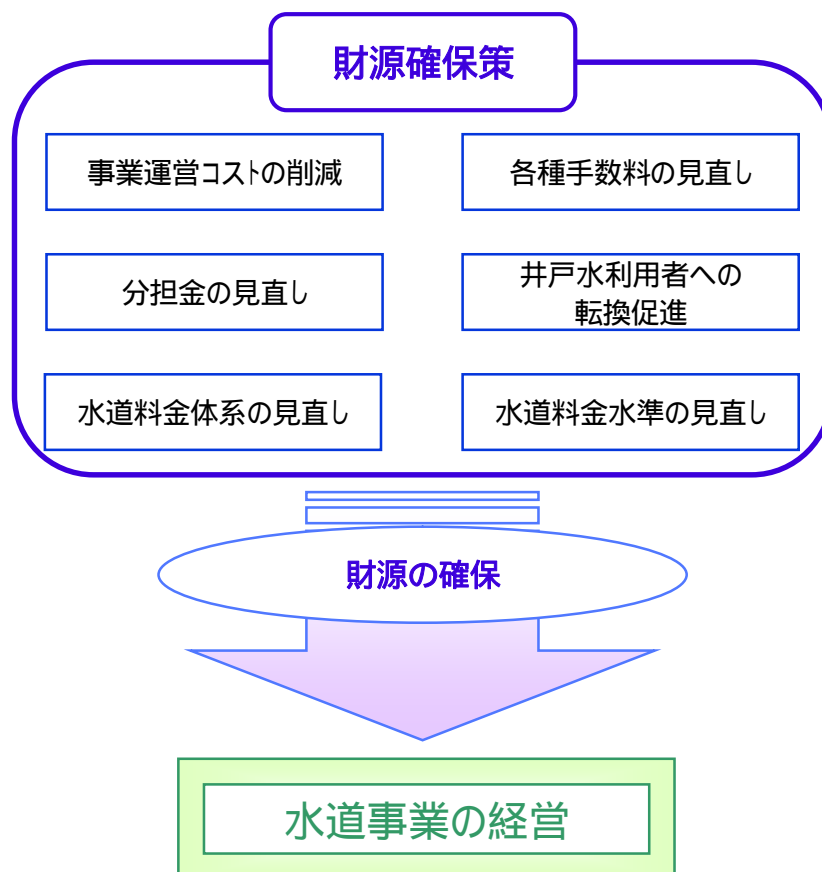 財源確保策
事業運営コストの削減
各種手数料の見直し
分担金の見直し
井戸水利用者への
転換促進
水道料金体系の見直し
水道料金水準の見直し
財源の確保
水道事業の経営